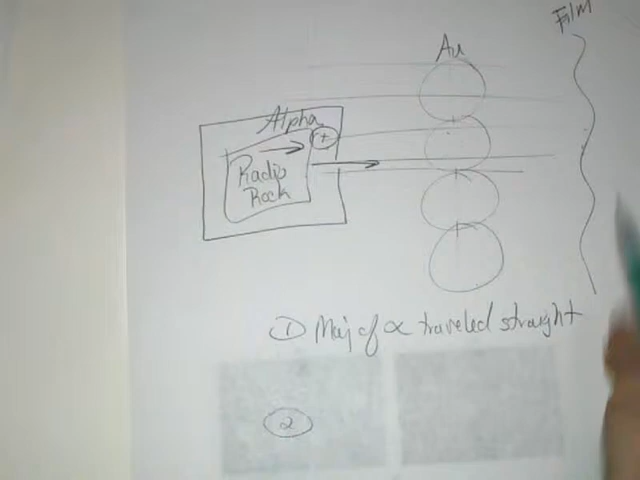 Film
Au
Alpha
+
Radio
Rock
① Maj of α traveled straight
②